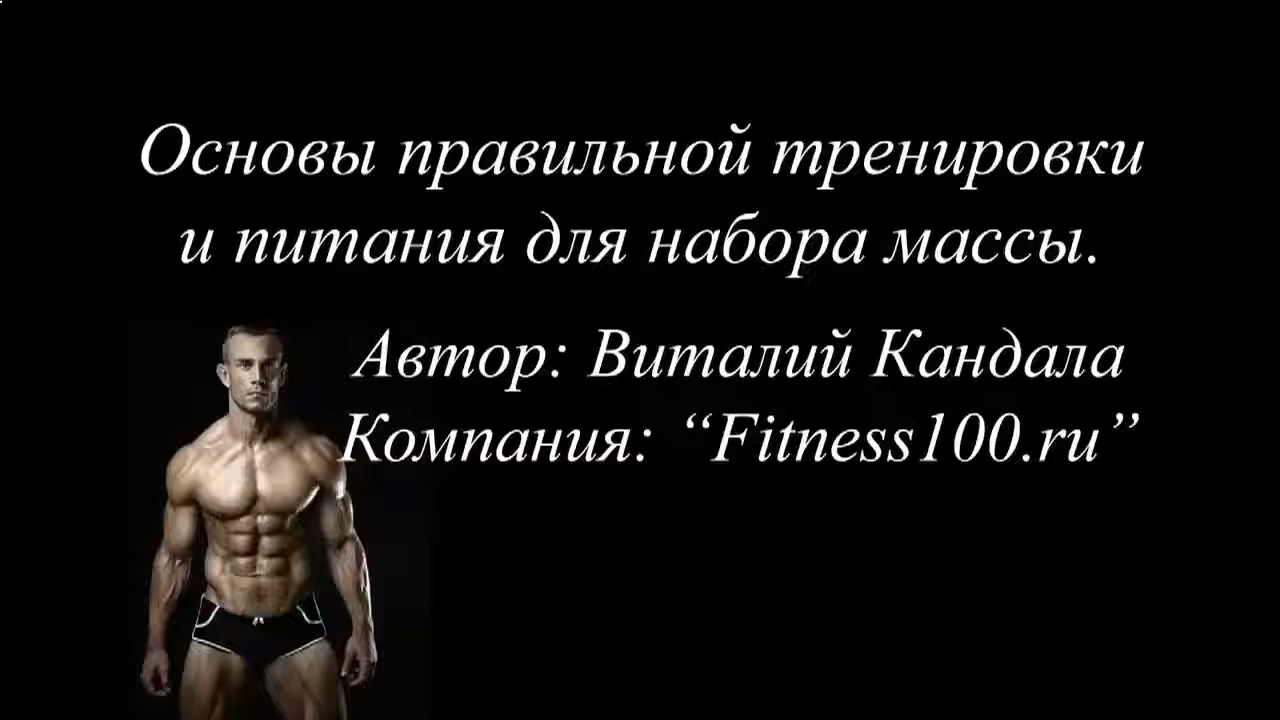 Основы правильной тренировки
и питания для набора массы.
Автор: Виталий Кандала
Компания: “Fitness100.ru”